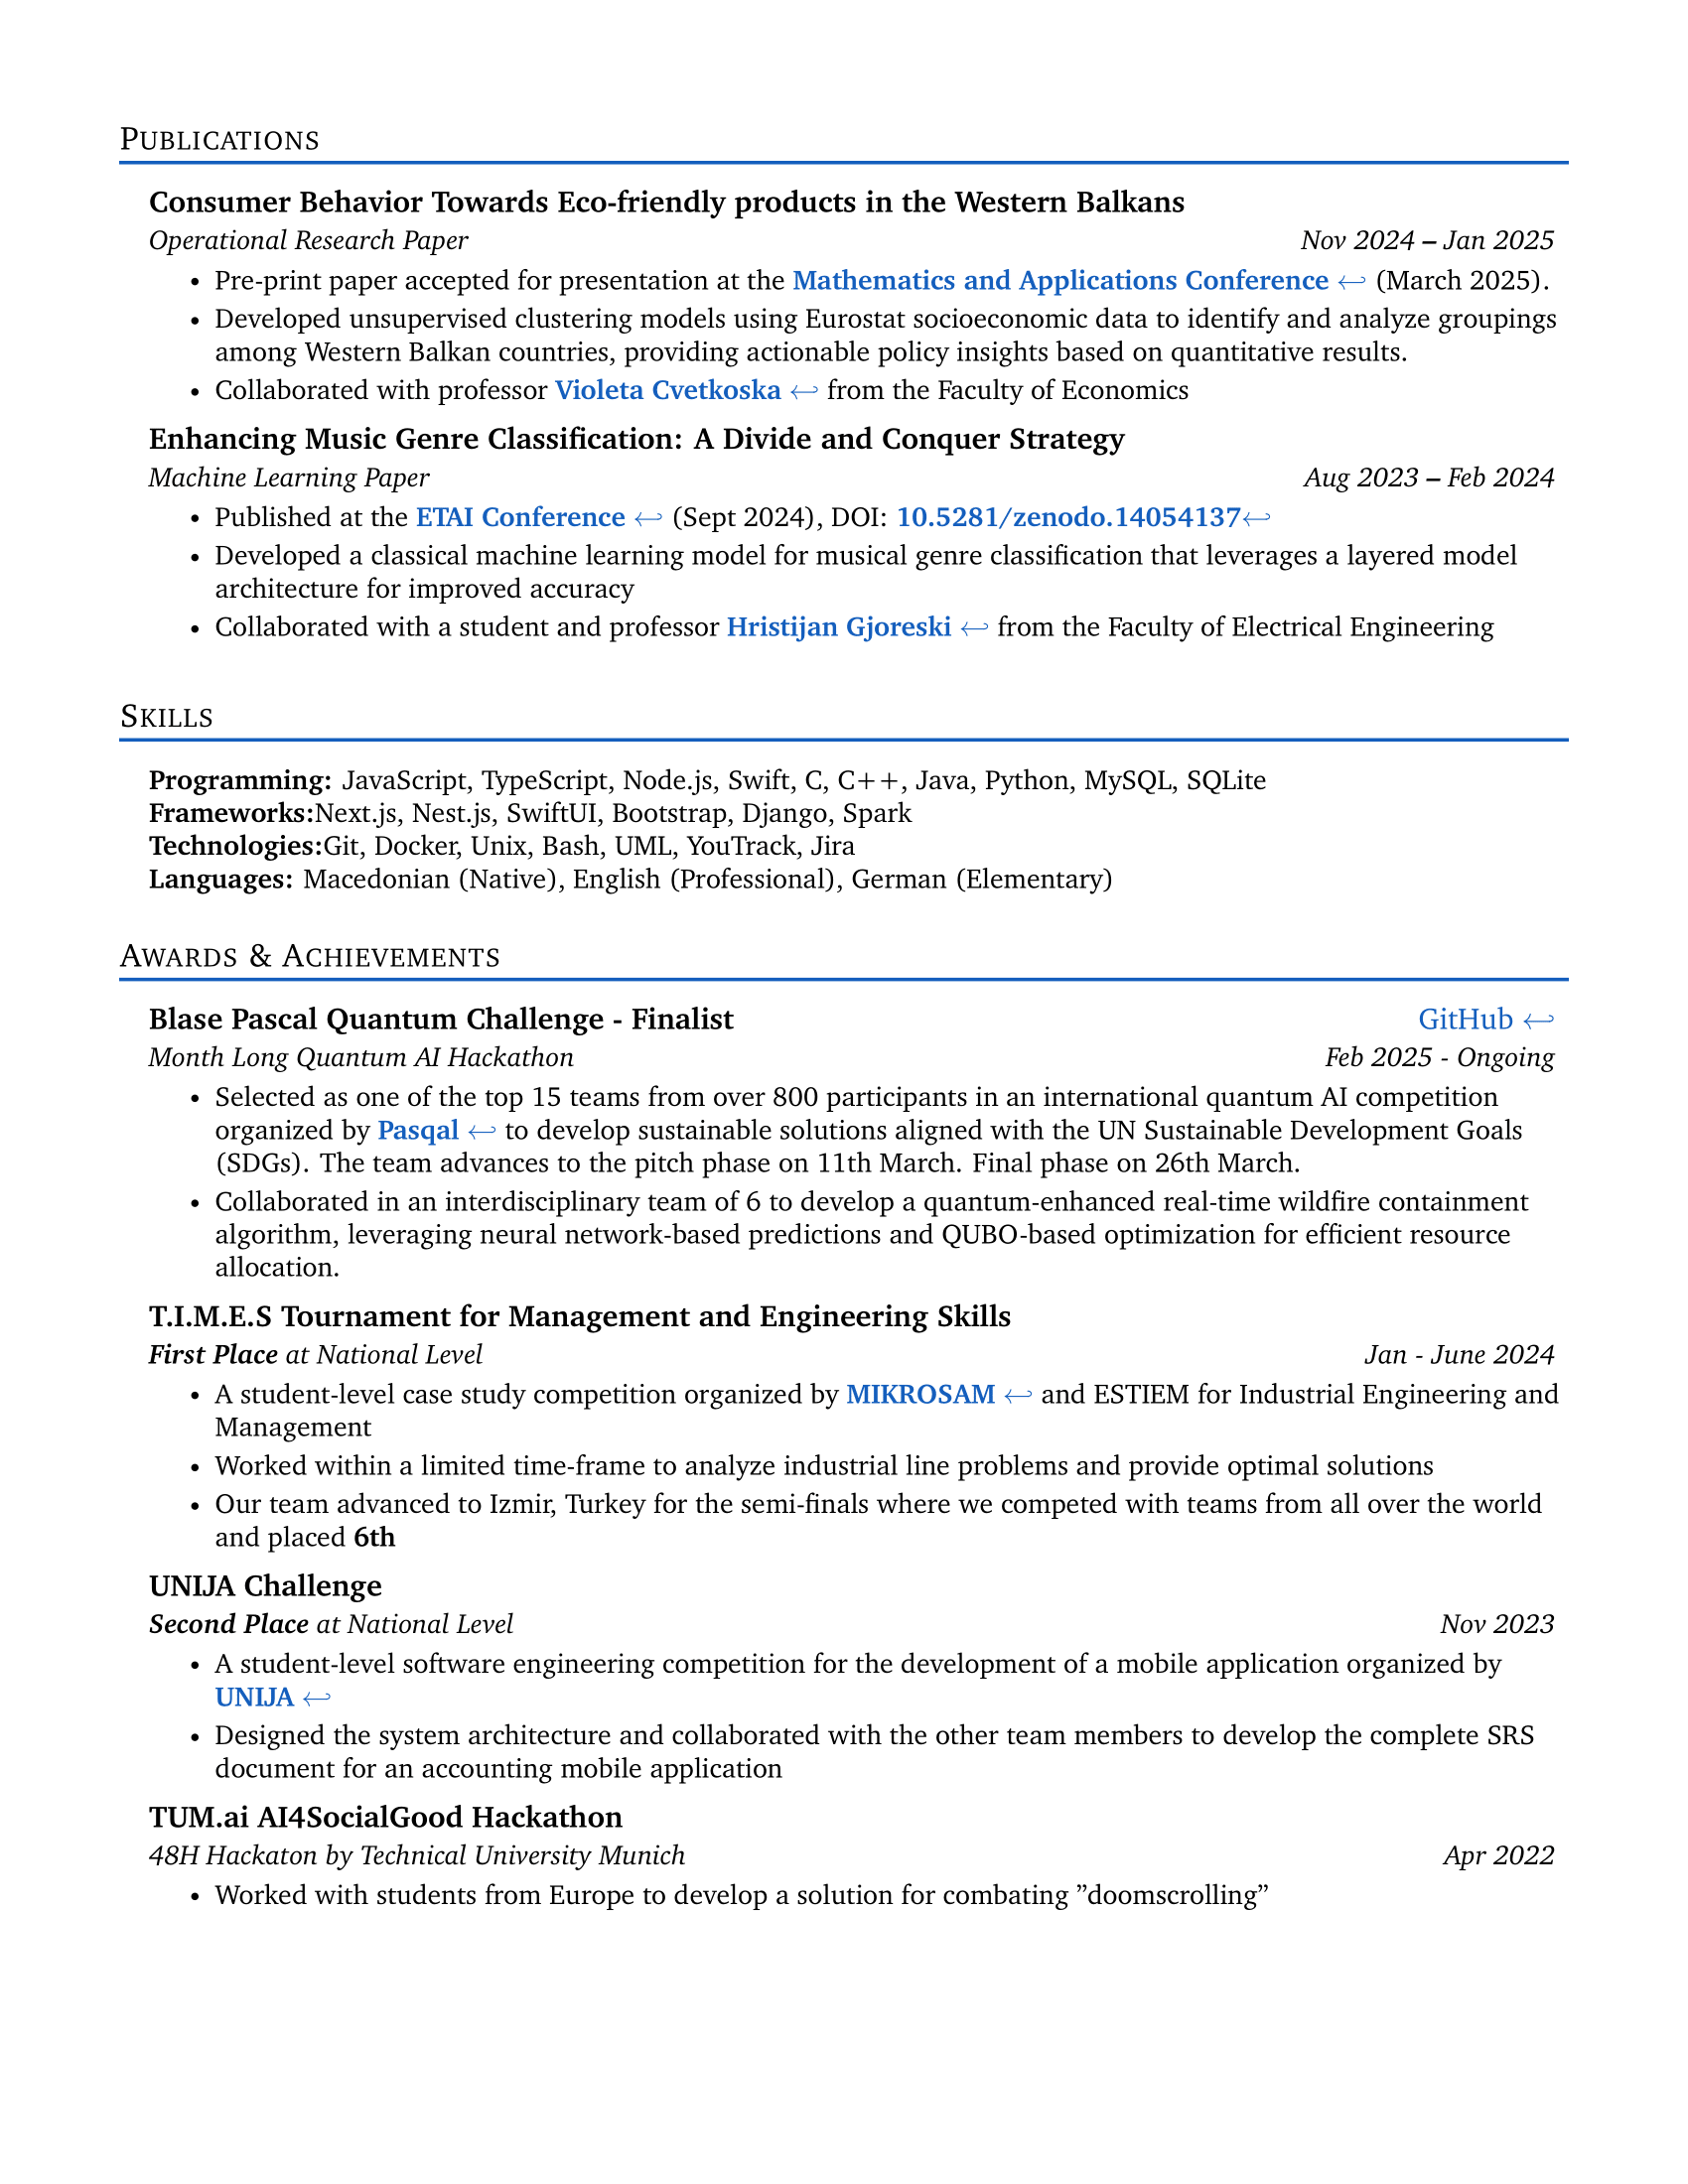 PUBLICATIONS
Consumer Behavior Towards Eco-friendly products in the Western Balkans
Operational Research Paper Nov 2024 – Jan 2025
• Pre-print paper accepted for presentation at the Mathematics and Applications Conference ↩ (March 2025).
• Developed unsupervised clustering models using Eurostat socioeconomic data to identify and analyze groupings
among Western Balkan countries, providing actionable policy insights based on quantitative results.
• Collaborated with professor Violeta Cvetkoska ↩ from the Faculty of Economics
Enhancing Music Genre Classification: A Divide and Conquer Strategy
Machine Learning Paper Aug 2023 – Feb 2024
• Published at the ETAI Conference ↩ (Sept 2024), DOI: 10.5281/zenodo.14054137↩
• Developed a classical machine learning model for musical genre classification that leverages a layered model
architecture for improved accuracy
• Collaborated with a student and professor Hristijan Gjoreski ↩ from the Faculty of Electrical Engineering
SKILLS
Programming: JavaScript, TypeScript, Node.js, Swift, C, C++, Java, Python, MySQL, SQLite
Frameworks:Next.js, Nest.js, SwiftUI, Bootstrap, Django, Spark
Technologies:Git, Docker, Unix, Bash, UML, YouTrack, Jira
Languages: Macedonian (Native), English (Professional), German (Elementary)
AWARDS & ACHIEVEMENTS
Blase Pascal Quantum Challenge - Finalist GitHub ↩
Month Long Quantum AI Hackathon Feb 2025 - Ongoing
• Selected as one of the top 15 teams from over 800 participants in an international quantum AI competition
organized by Pasqal ↩ to develop sustainable solutions aligned with the UN Sustainable Development Goals
(SDGs). The team advances to the pitch phase on 11th March. Final phase on 26th March.
• Collaborated in an interdisciplinary team of 6 to develop a quantum-enhanced real-time wildfire containment
algorithm, leveraging neural network-based predictions and QUBO-based optimization for efficient resource
allocation.
T.I.M.E.S Tournament for Management and Engineering Skills
First Place at National Level Jan - June 2024
• A student-level case study competition organized by MIKROSAM ↩ and ESTIEM for Industrial Engineering and
Management
• Worked within a limited time-frame to analyze industrial line problems and provide optimal solutions
• Our team advanced to Izmir, Turkey for the semi-finals where we competed with teams from all over the world
and placed 6th
UNIJA Challenge
Second Place at National Level Nov 2023
• A student-level software engineering competition for the development of a mobile application organized by
UNIJA ↩
• Designed the system architecture and collaborated with the other team members to develop the complete SRS
document for an accounting mobile application
TUM.ai AI4SocialGood Hackathon
48H Hackaton by Technical University Munich Apr 2022
• Worked with students from Europe to develop a solution for combating ”doomscrolling”